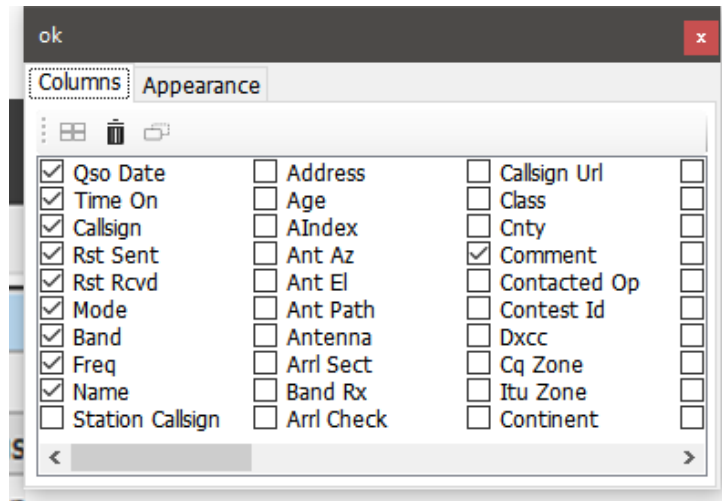 ok
x
Columns Appearance
Qso Date Address Callsign Url
Time On Age Class
Callsign AIndex Cnty
Rst Sent Ant Az Comment
Rst Rcvd Ant El Contacted Op
Mode Ant Path Contest Id
Band Antenna Dxcc
Freq Arrl Sect Cq Zone
Name Band Rx Itu Zone
Station Callsign Arrl Check Continent